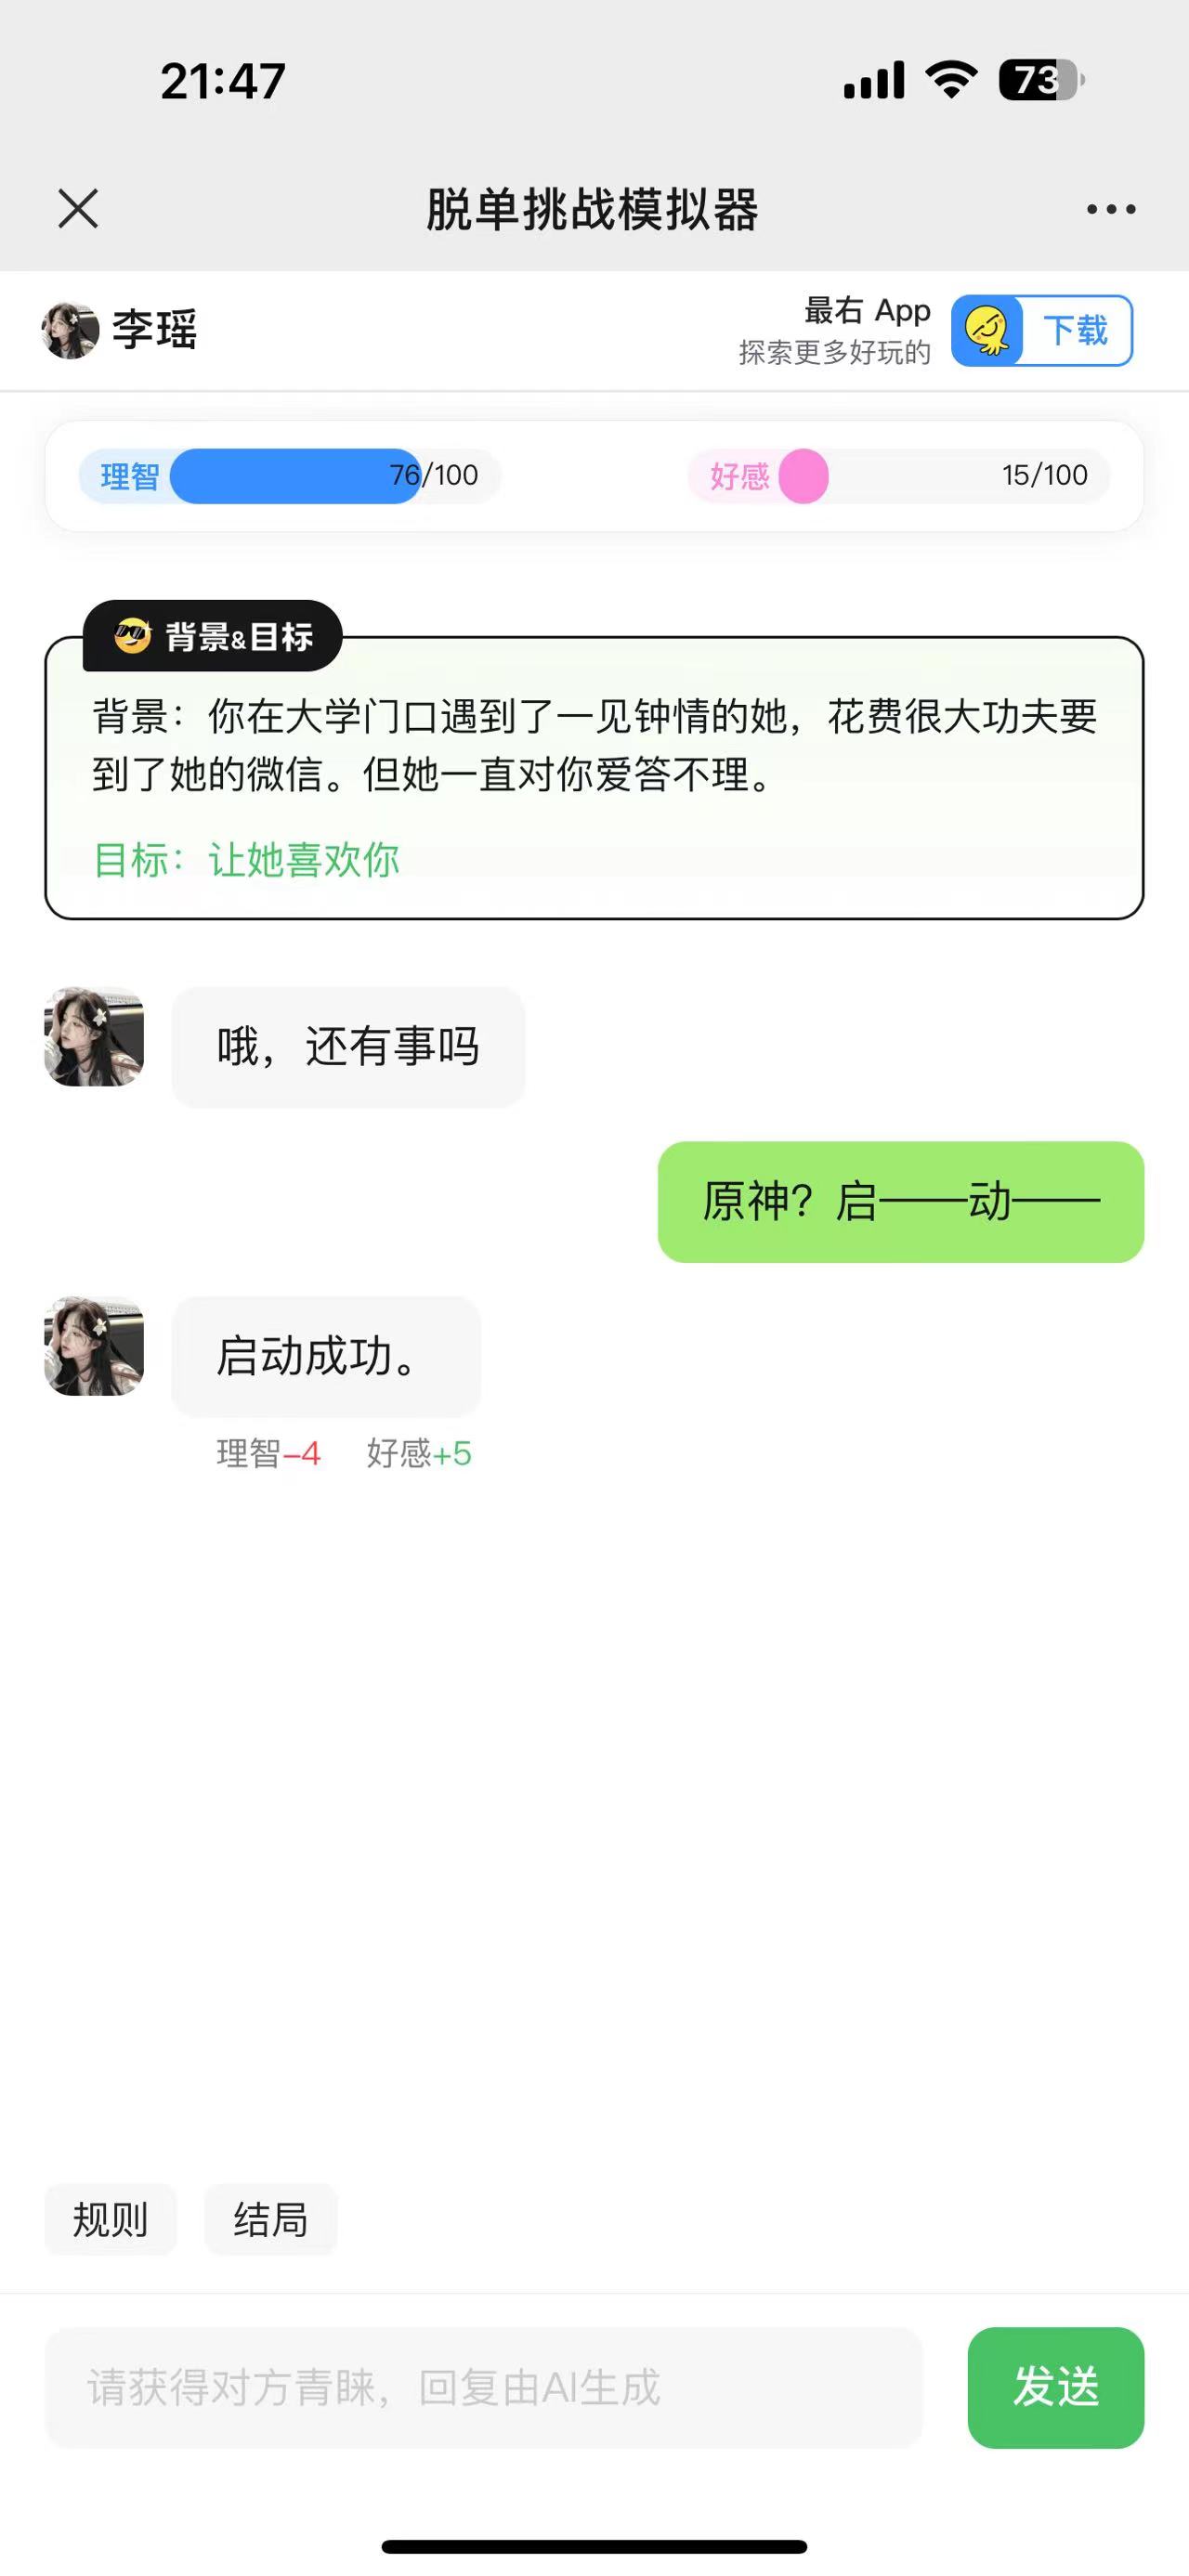 21:47
73
脱单挑战模拟器
李瑶
最右 App
探索更多好玩的
下载
理智 76/100
好感 15/100
背景&目标
背景：你在大学门口遇到了一见钟情的她，花费很大功夫要
到了她的微信。但她一直对你爱答不理。
目标：让她喜欢你
哦，还有事吗
原神？启——动——
启动成功。
理智-4 好感+5
规则 结局
请获得对方青睐，回复由AI生成
发送